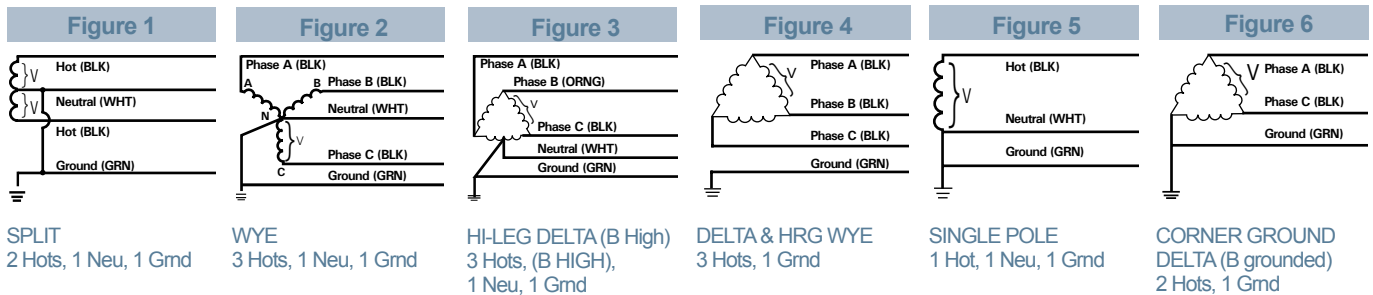 Figure 1
Hot (BLK)
V
Neutral (WHT)
V
Hot (BLK)
Ground (GRN)
SPLIT
2 Hots, 1 Neu, 1 Grnd
Figure 2
Phase A (BLK)
A
B
Phase B (BLK)
Neutral (WHT)
N
V
Phase C (BLK)
C
Ground (GRN)
WYE
3 Hots, 1 Neu, 1 Grnd
Figure 3
Phase A (BLK)
Phase B (ORNG)
V
Phase C (BLK)
Neutral (WHT)
Ground (GRN)
HI-LEG DELTA (B High)
3 Hots, (B HIGH),
1 Neu, 1 Grnd
Figure 4
V
Phase A (BLK)
Phase B (BLK)
Phase C (BLK)
Ground (GRN)
DELTA & HRG WYE
3 Hots, 1 Grnd
Figure 5
Hot (BLK)
V
Neutral (WHT)
Ground (GRN)
SINGLE POLE
1 Hot, 1 Neu, 1 Grnd
Figure 6
V
Phase A (BLK)
Phase C (BLK)
Ground (GRN)
CORNER GROUND
DELTA (B grounded)
2 Hots, 1 Grnd